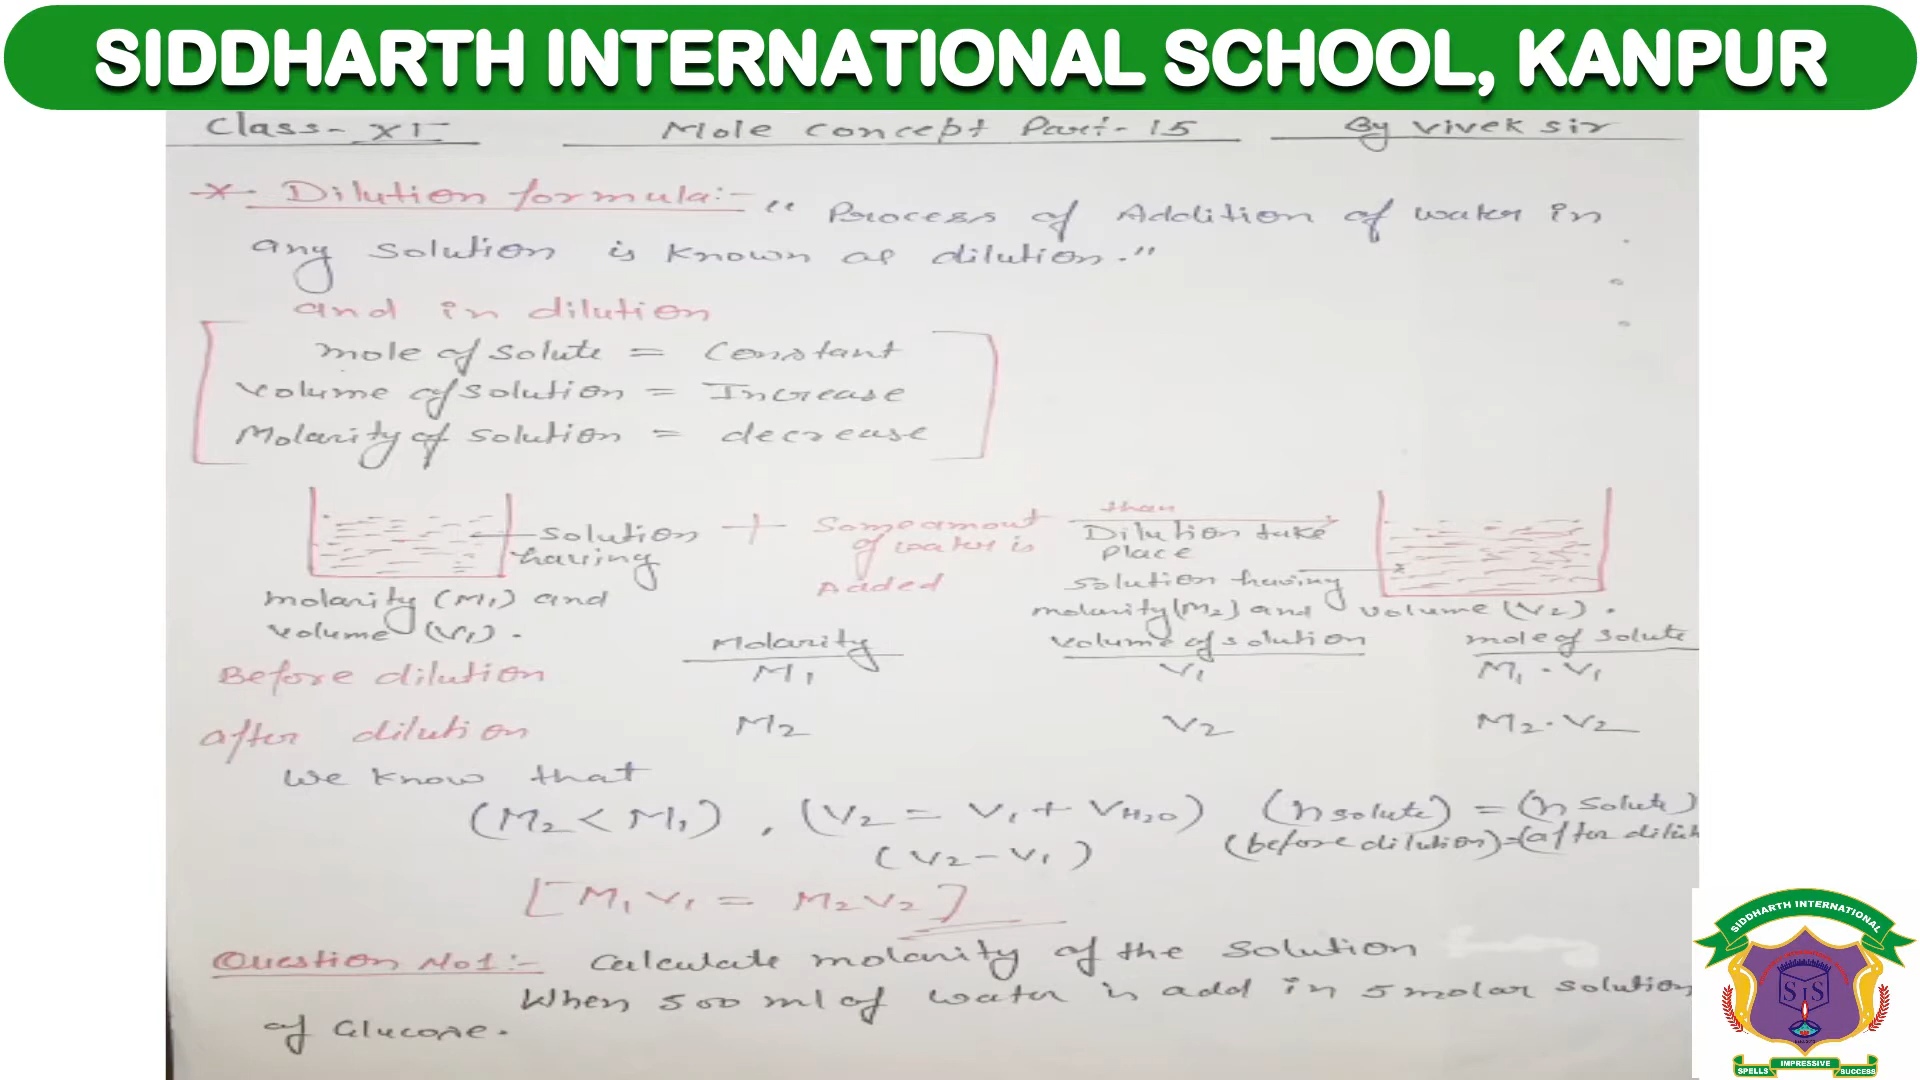 SIDDHARTH INTERNATIONAL SCHOOL, KANPUR
Class- XI Mole concept Part-15 By Vivek sir
* Dilution formula:- "Process of Addition of water in
any solution is known as dilution."
and in dilution
mole of solute = Constant
Volume of solution = Increase
Molarity of solution = decrease
solution having
molarity (M1) and
volume (V1).
+
Some amout
of water is
Added
than
Dilution take
place
solution having
molarity (M2) and volume (V2).
Molarity volume of solution mole of solute
Before dilution M1 V1 M1 . V1
after dilution M2 V2 M2 . V2
We know that
(M2 < M1) , (V2 = V1 + VH2O) (n solute) = (n solute)
(V2 - V1) (before dilution) = (after diluti
[M1V1 = M2V2]
Question No1:- Calculate molarity of the solution
When 500 ml of water is add in 5 molar solution
of Glucose.
SIDDHARTH INTERNATIONAL
SIS
SPELLS IMPRESSIVE SUCCESS